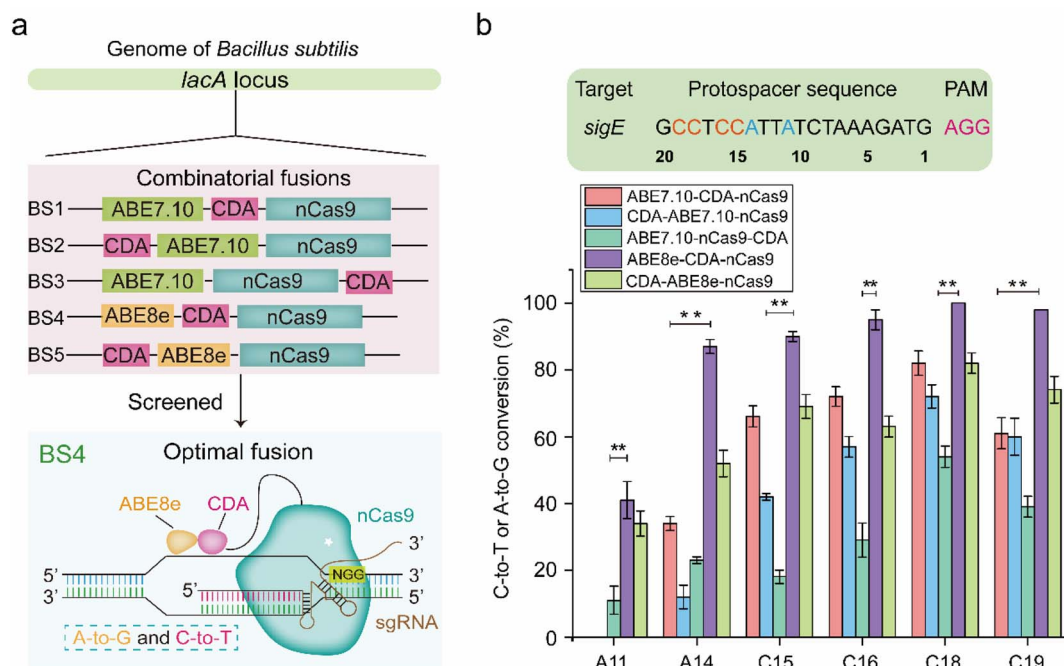 a
Genome of Bacillus subtilis
lacA locus
Combinatorial fusions
BS1 ABE7.10 CDA nCas9
BS2 CDA ABE7.10 nCas9
BS3 ABE7.10 nCas9 CDA
BS4 ABE8e CDA nCas9
BS5 CDA ABE8e nCas9
Screened
BS4 Optimal fusion
ABE8e CDA
nCas9
3’
5’ NGG 3’
3’ 5’ 5’
sgRNA
A-to-G and C-to-T
b
Target Protospacer sequence PAM
sigE GCCTCCATTATCTAAAGATG AGG
20 15 10 5 1
ABE7.10-CDA-nCas9
CDA-ABE7.10-nCas9
ABE7.10-nCas9-CDA
ABE8e-CDA-nCas9
CDA-ABE8e-nCas9
C-to-T or A-to-G conversion (%)
100
80
60
40
20
0
** ** ** ** ** **
A11 A14 C15 C16 C18 C19